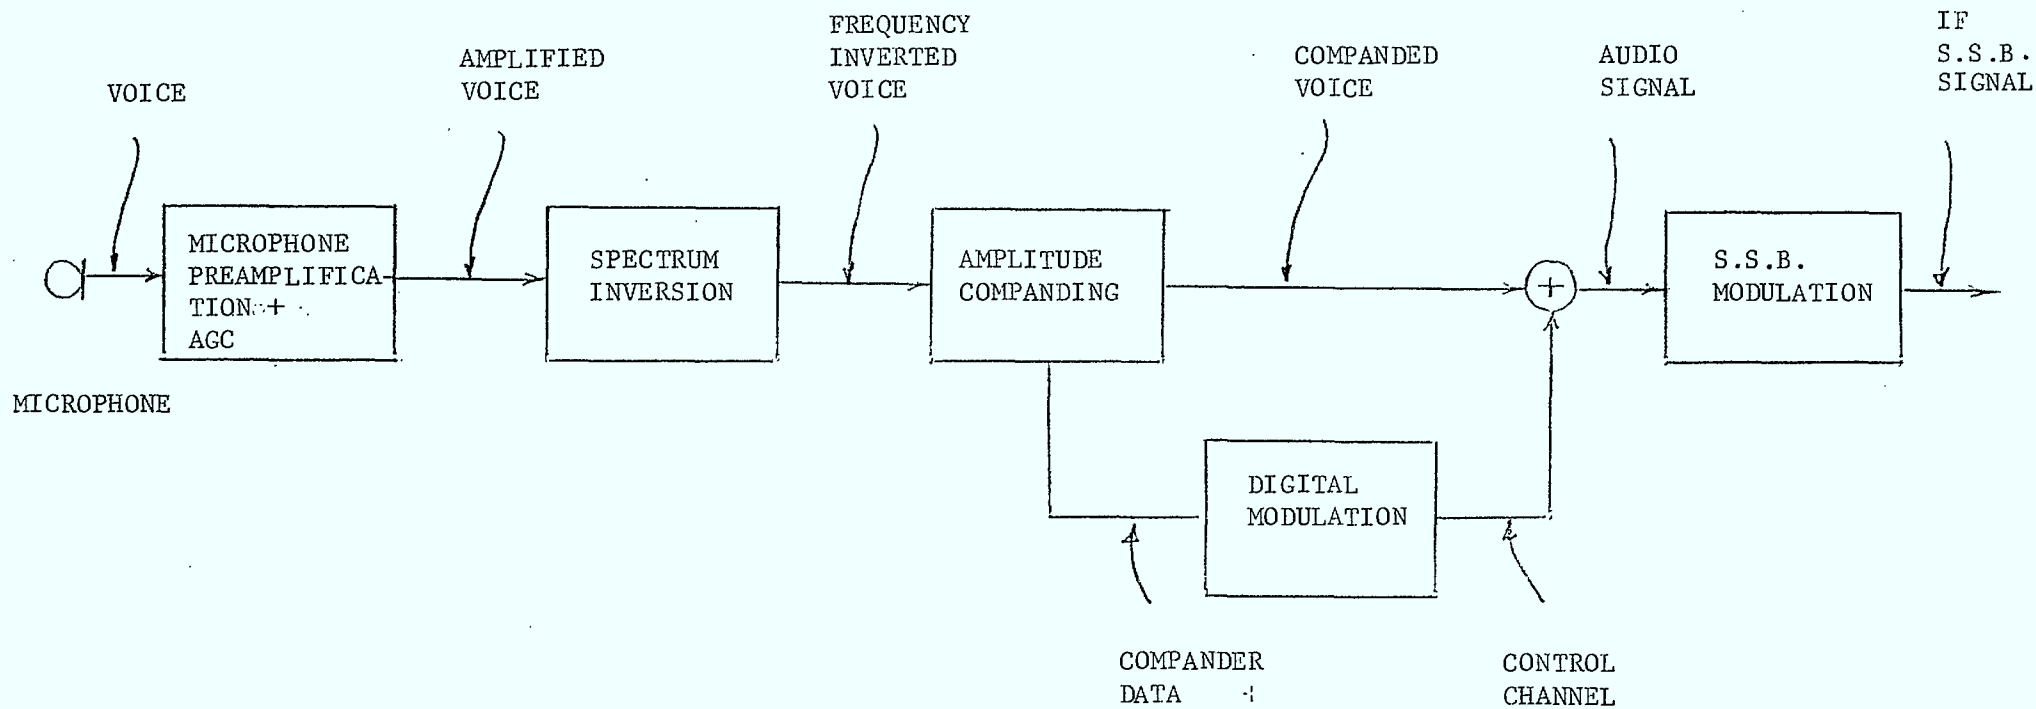 VOICE
AMPLIFIED
VOICE
FREQUENCY
INVERTED
VOICE
COMPANDED
VOICE
AUDIO
SIGNAL
IF
S.S.B.
SIGNAL
MICROPHONE
PREAMPLIFICA-
TION +
AGC
SPECTRUM
INVERSION
AMPLITUDE
COMPANDING
+
S.S.B.
MODULATION
MICROPHONE
DIGITAL
MODULATION
COMPANDER
DATA
CONTROL
CHANNEL